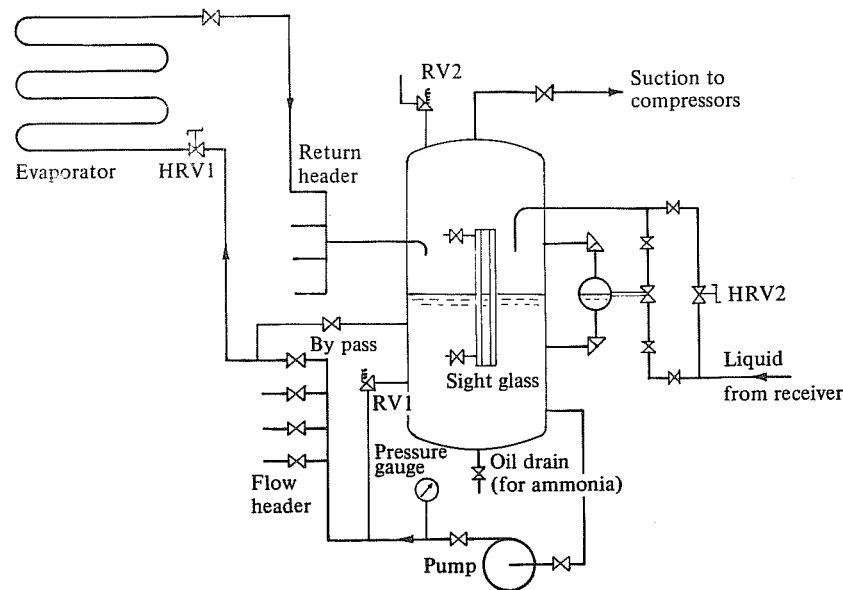 RV2
Suction to
compressors
Evaporator
HRV1
Return
header
HRV2
By pass
Sight glass
Liquid
from receiver
RV1
Pressure
gauge
Oil drain
(for ammonia)
Flow
header
Pump